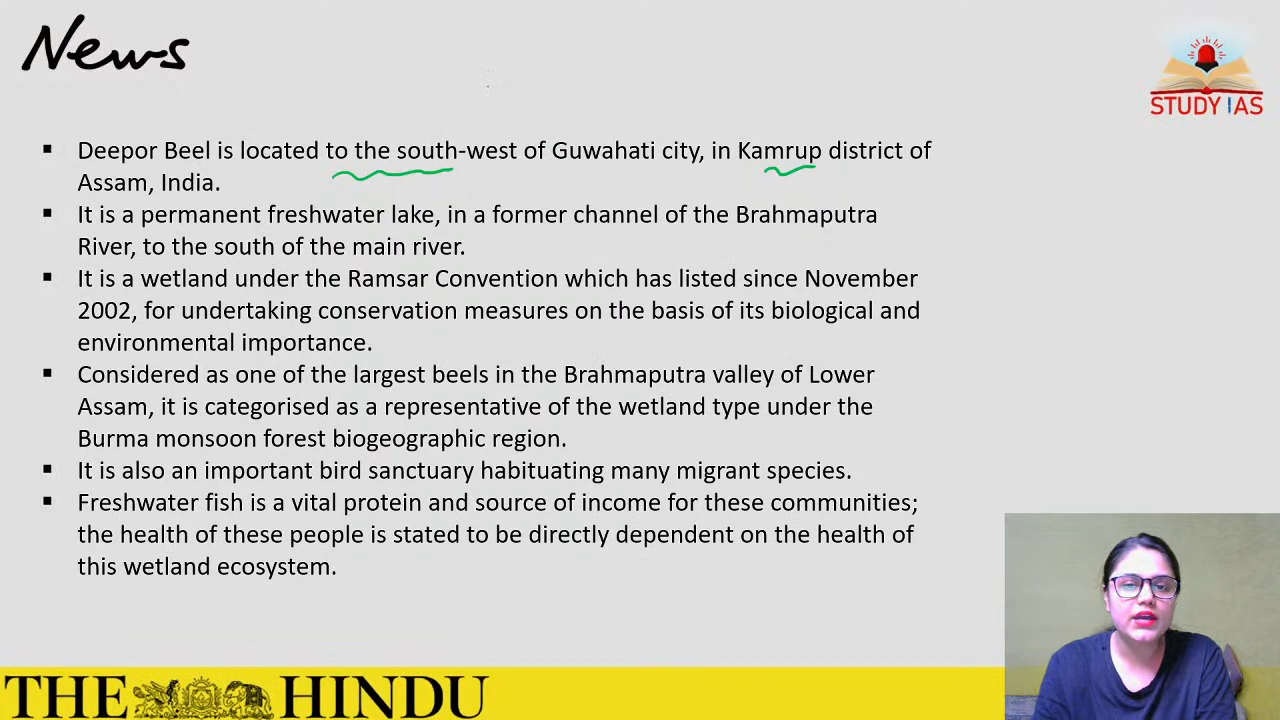 News
STUDY IAS
▪ Deepor Beel is located to the south-west of Guwahati city, in Kamrup district of
Assam, India.
▪ It is a permanent freshwater lake, in a former channel of the Brahmaputra
River, to the south of the main river.
▪ It is a wetland under the Ramsar Convention which has listed since November
2002, for undertaking conservation measures on the basis of its biological and
environmental importance.
▪ Considered as one of the largest beels in the Brahmaputra valley of Lower
Assam, it is categorised as a representative of the wetland type under the
Burma monsoon forest biogeographic region.
▪ It is also an important bird sanctuary habituating many migrant species.
▪ Freshwater fish is a vital protein and source of income for these communities;
the health of these people is stated to be directly dependent on the health of
this wetland ecosystem.
THE HINDU